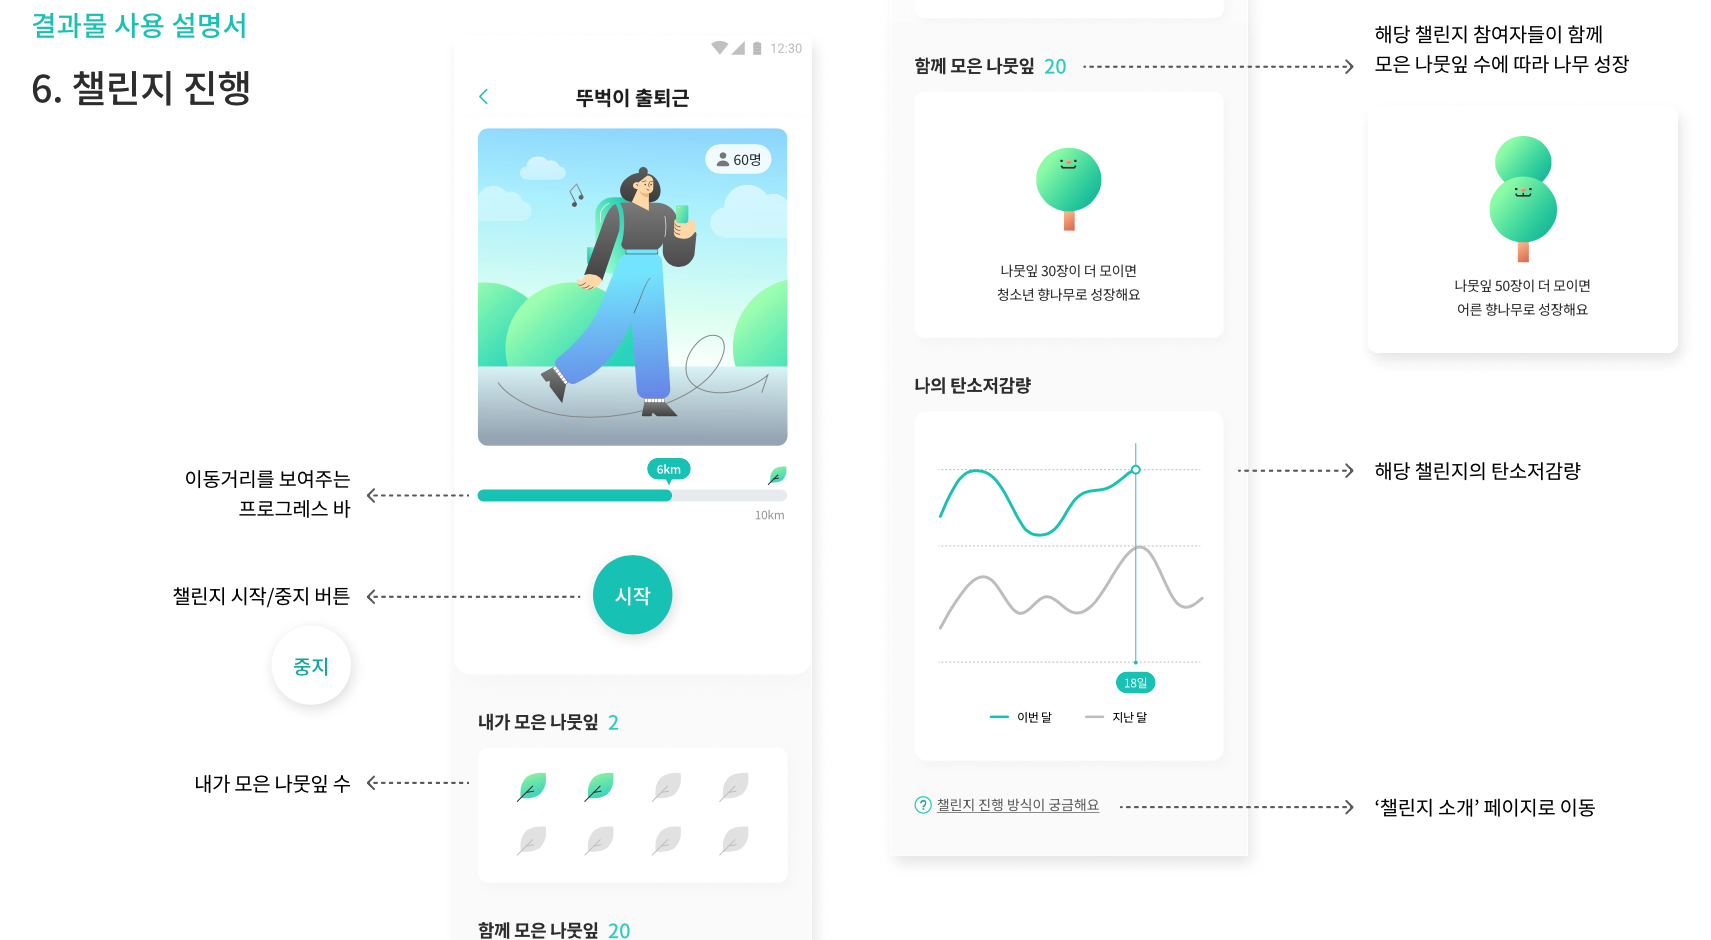 결과물 사용 설명서
6. 챌린지 진행
12:30
뚜벅이 출퇴근
60명
6km
10km
이동거리를 보여주는
프로그레스 바
시작
챌린지 시작/중지 버튼
중지
내가 모은 나뭇잎 2
내가 모은 나뭇잎 수
함께 모은 나뭇잎 20
함께 모은 나뭇잎 20
해당 챌린지 참여자들이 함께
모은 나뭇잎 수에 따라 나무 성장
나뭇잎 30장이 더 모이면
청소년 향나무로 성장해요
나뭇잎 50장이 더 모이면
어른 향나무로 성장해요
나의 탄소저감량
해당 챌린지의 탄소저감량
18일
이번 달
지난 달
? 챌린지 진행 방식이 궁금해요
‘챌린지 소개’ 페이지로 이동